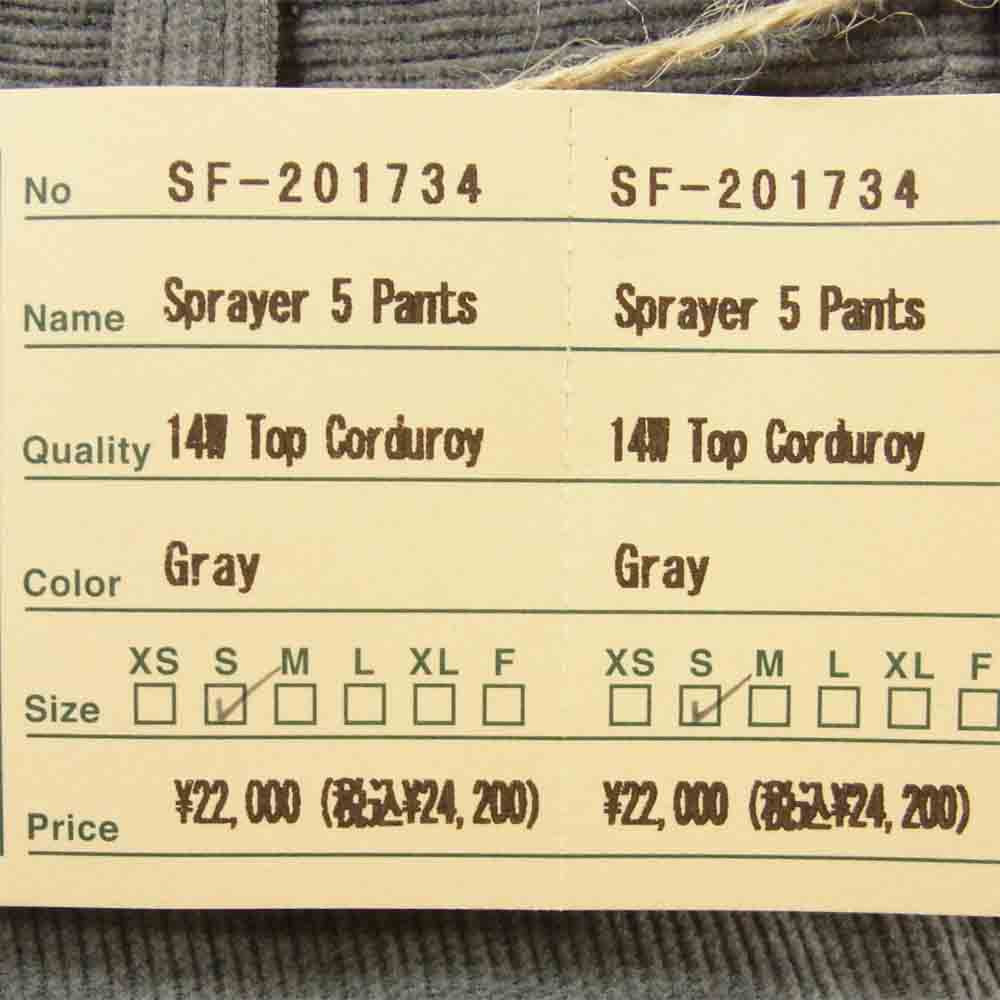 No SF-201734 SF-201734
Name Sprayer 5 Pants Sprayer 5 Pants
Quality 14W Top Corduroy 14W Top Corduroy
Color Gray Gray
XS S M L XL F XS S M L XL F
Size
Price ¥22,000 (税込¥24,200) ¥22,000 (税込¥24,200)